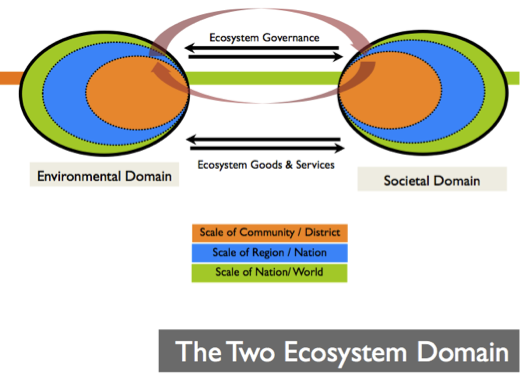 Ecosystem Governance
Ecosystem Goods & Services
Environmental Domain
Societal Domain
Scale of Community / District
Scale of Region / Nation
Scale of Nation/World
The Two Ecosystem Domain